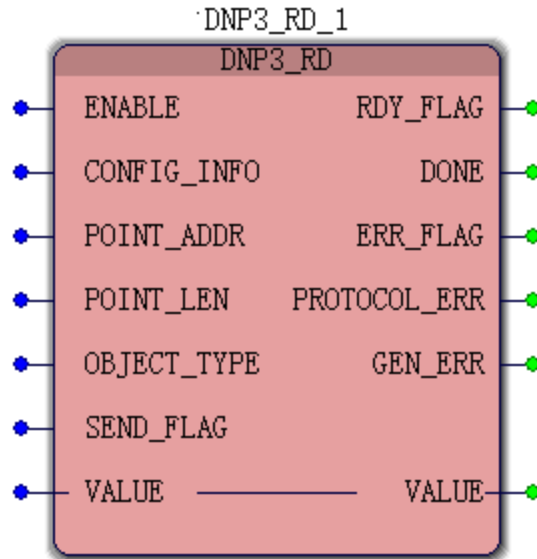 DNP3_RD_1
DNP3_RD
ENABLE RDY_FLAG
CONFIG_INFO DONE
POINT_ADDR ERR_FLAG
POINT_LEN PROTOCOL_ERR
OBJECT_TYPE GEN_ERR
SEND_FLAG
VALUE VALUE